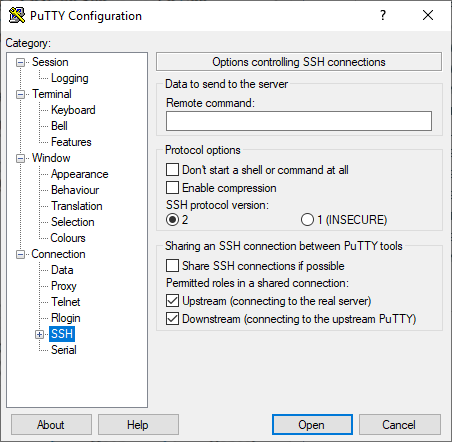 PuTTY Configuration
?
Category:
Session
Logging
Terminal
Keyboard
Bell
Features
Window
Appearance
Behaviour
Translation
Selection
Colours
Connection
Data
Proxy
Telnet
Rlogin
SSH
Serial
Options controlling SSH connections
Data to send to the server
Remote command:
Protocol options
Don't start a shell or command at all
Enable compression
SSH protocol version:
2 1 (INSECURE)
Sharing an SSH connection between PuTTY tools
Share SSH connections if possible
Permitted roles in a shared connection:
Upstream (connecting to the real server)
Downstream (connecting to the upstream PuTTY)
About Help Open Cancel